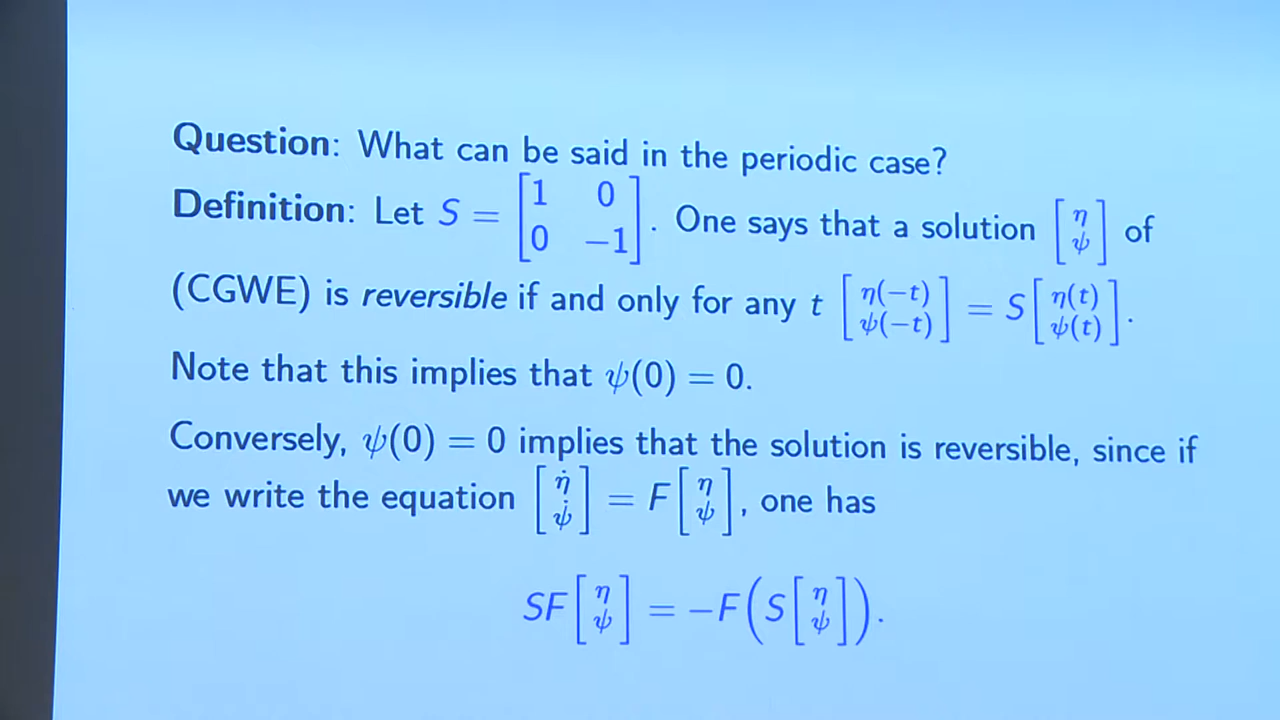 Question: What can be said in the periodic case?
Definition: Let S = [1 0; 0 −1]. One says that a solution [η; ψ] of
(CGWE) is reversible if and only for any t [η(−t); ψ(−t)] = S[η(t); ψ(t)].
Note that this implies that ψ(0) = 0.
Conversely, ψ(0) = 0 implies that the solution is reversible, since if
we write the equation [η̇; ψ̇] = F[η; ψ], one has
SF[η; ψ] = −F(S[η; ψ]).